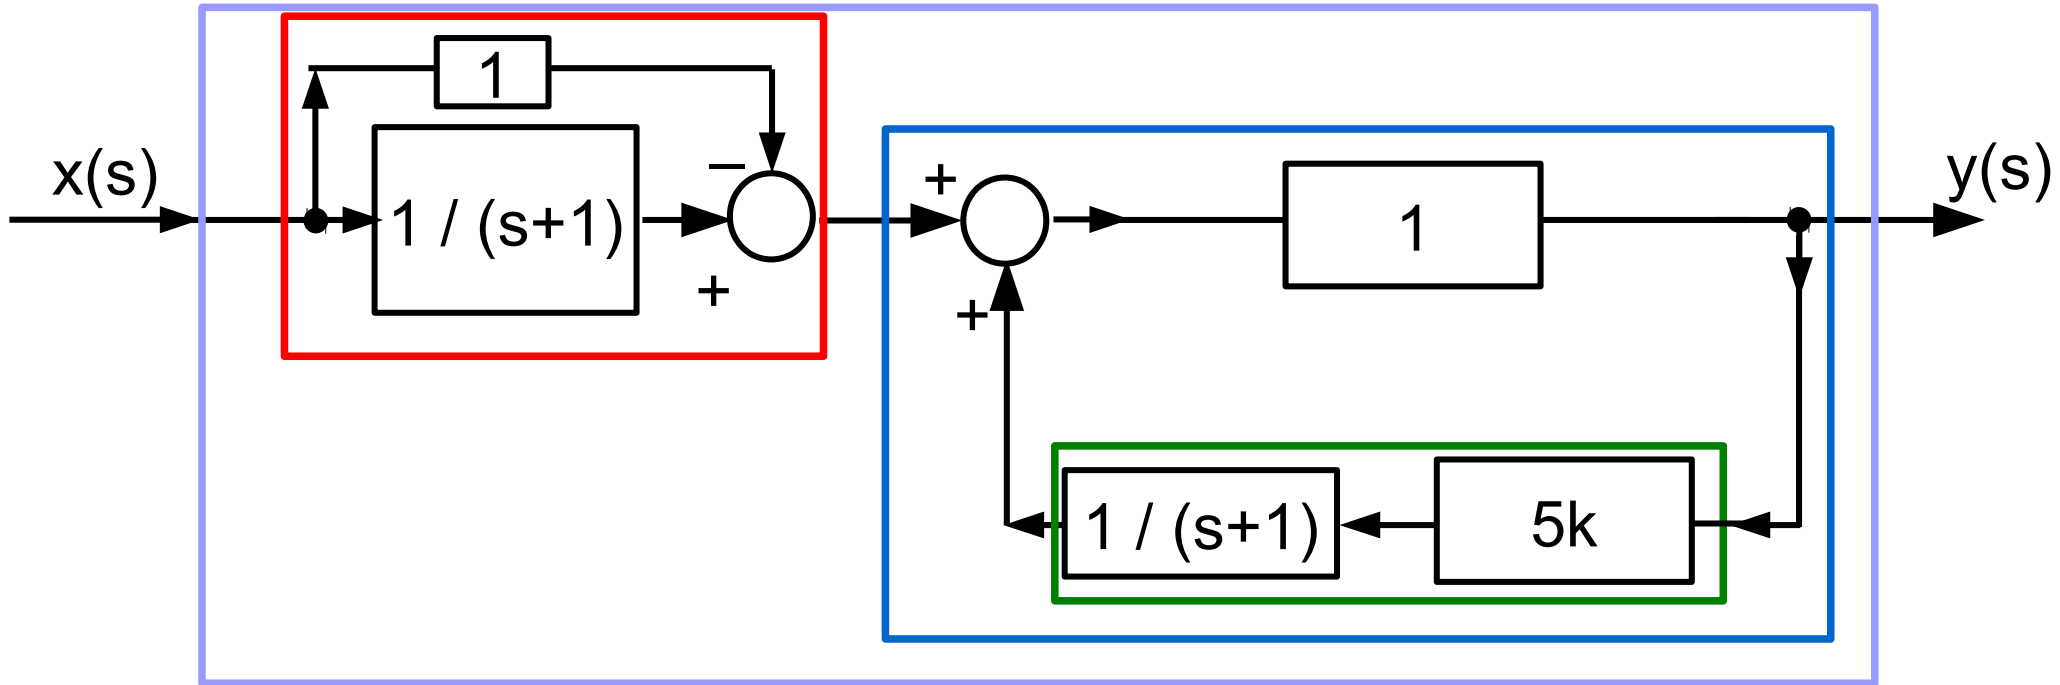 1
x(s)
1 / (s+1)
–
+
+
+
1
y(s)
1 / (s+1)
5k